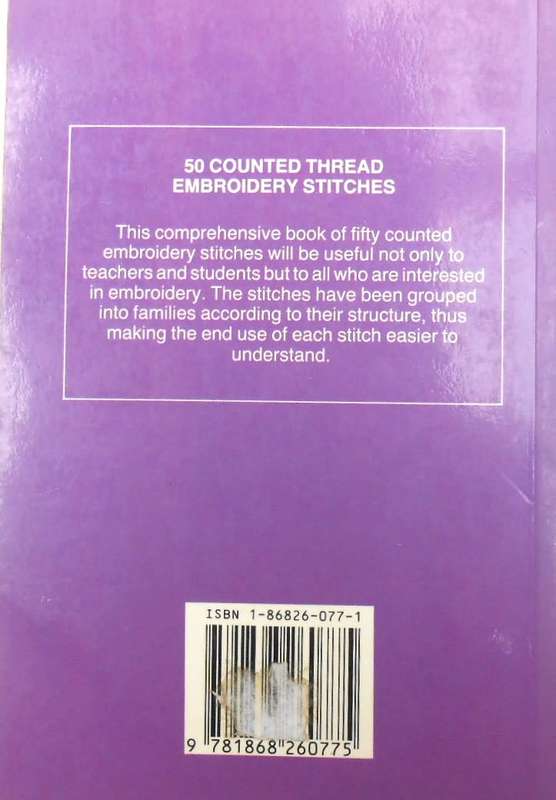 50 COUNTED THREAD
EMBROIDERY STITCHES
This comprehensive book of fifty counted
embroidery stitches will be useful not only to
teachers and students but to all who are interested
in embroidery. The stitches have been grouped
into families according to their structure, thus
making the end use of each stitch easier to
understand.
ISBN 1-86826-077-1
9 781868 260775